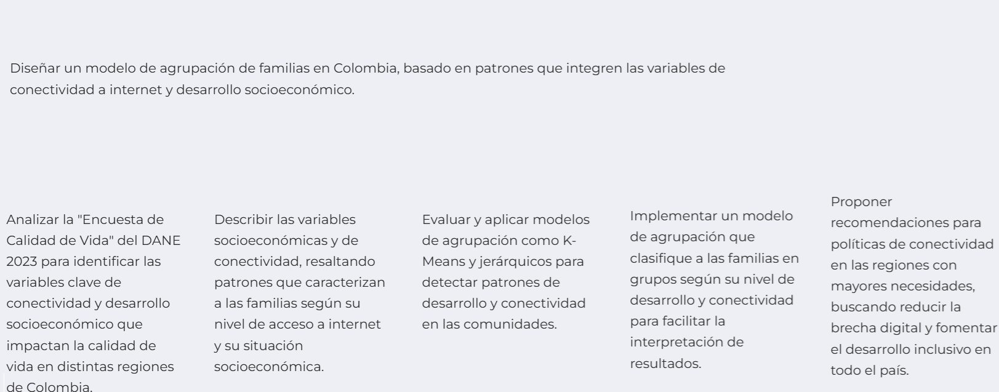 Diseñar un modelo de agrupación de familias en Colombia, basado en patrones que integren las variables de
conectividad a internet y desarrollo socioeconómico.
Analizar la "Encuesta de
Calidad de Vida" del DANE
2023 para identificar las
variables clave de
conectividad y desarrollo
socioeconómico que
impactan la calidad de
vida en distintas regiones
de Colombia.
Describir las variables
socioeconómicas y de
conectividad, resaltando
patrones que caracterizan
a las familias según su
nivel de acceso a internet
y su situación
socioeconómica.
Evaluar y aplicar modelos
de agrupación como K-
Means y jerárquicos para
detectar patrones de
desarrollo y conectividad
en las comunidades.
Implementar un modelo
de agrupación que
clasifique a las familias en
grupos según su nivel de
desarrollo y conectividad
para facilitar la
interpretación de
resultados.
Proponer
recomendaciones para
políticas de conectividad
en las regiones con
mayores necesidades,
buscando reducir la
brecha digital y fomentar
el desarrollo inclusivo en
todo el país.